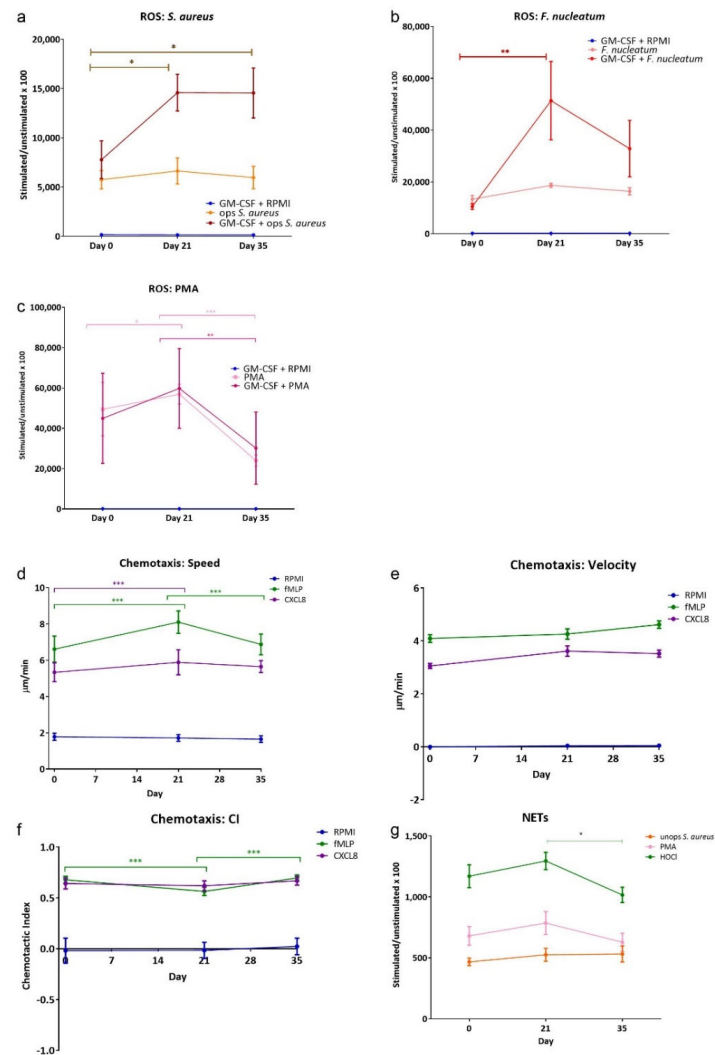 a
ROS: S. aureus
20,000
15,000
10,000
5,000
0
Stimulated/unstimulated x 100
*
*
GM-CSF + RPMI
ops S. aureus
GM-CSF + ops S. aureus
Day 0 Day 21 Day 35
b
ROS: F. nucleatum
80,000
60,000
40,000
20,000
0
Stimulated/unstimulated x 100
**
GM-CSF + RPMI
F. nucleatum
GM-CSF + F. nucleatum
Day 0 Day 21 Day 35
c
ROS: PMA
100,000
80,000
60,000
40,000
20,000
0
Stimulated/unstimulated x 100
***
*
**
GM-CSF + RPMI
PMA
GM-CSF + PMA
Day 0 Day 21 Day 35
d
Chemotaxis: Speed
10
8
6
4
2
0
µm/min
***
***
***
RPMI
fMLP
CXCL8
0 7 14 21 28 35
Day
e
Chemotaxis: Velocity
6
4
2
0
-2
µm/min
RPMI
fMLP
CXCL8
7 14 21 28 35
Day
f
Chemotaxis: CI
1.0
0.5
0.0
-0.5
-1.0
Chemotactic Index
***
***
RPMI
fMLP
CXCL8
0 7 14 21 28 35
Day
g
NETs
1,500
1,000
500
0
Stimulated/unstimulated x 100
*
unops S. aureus
PMA
HOCl
0 21 35
Day